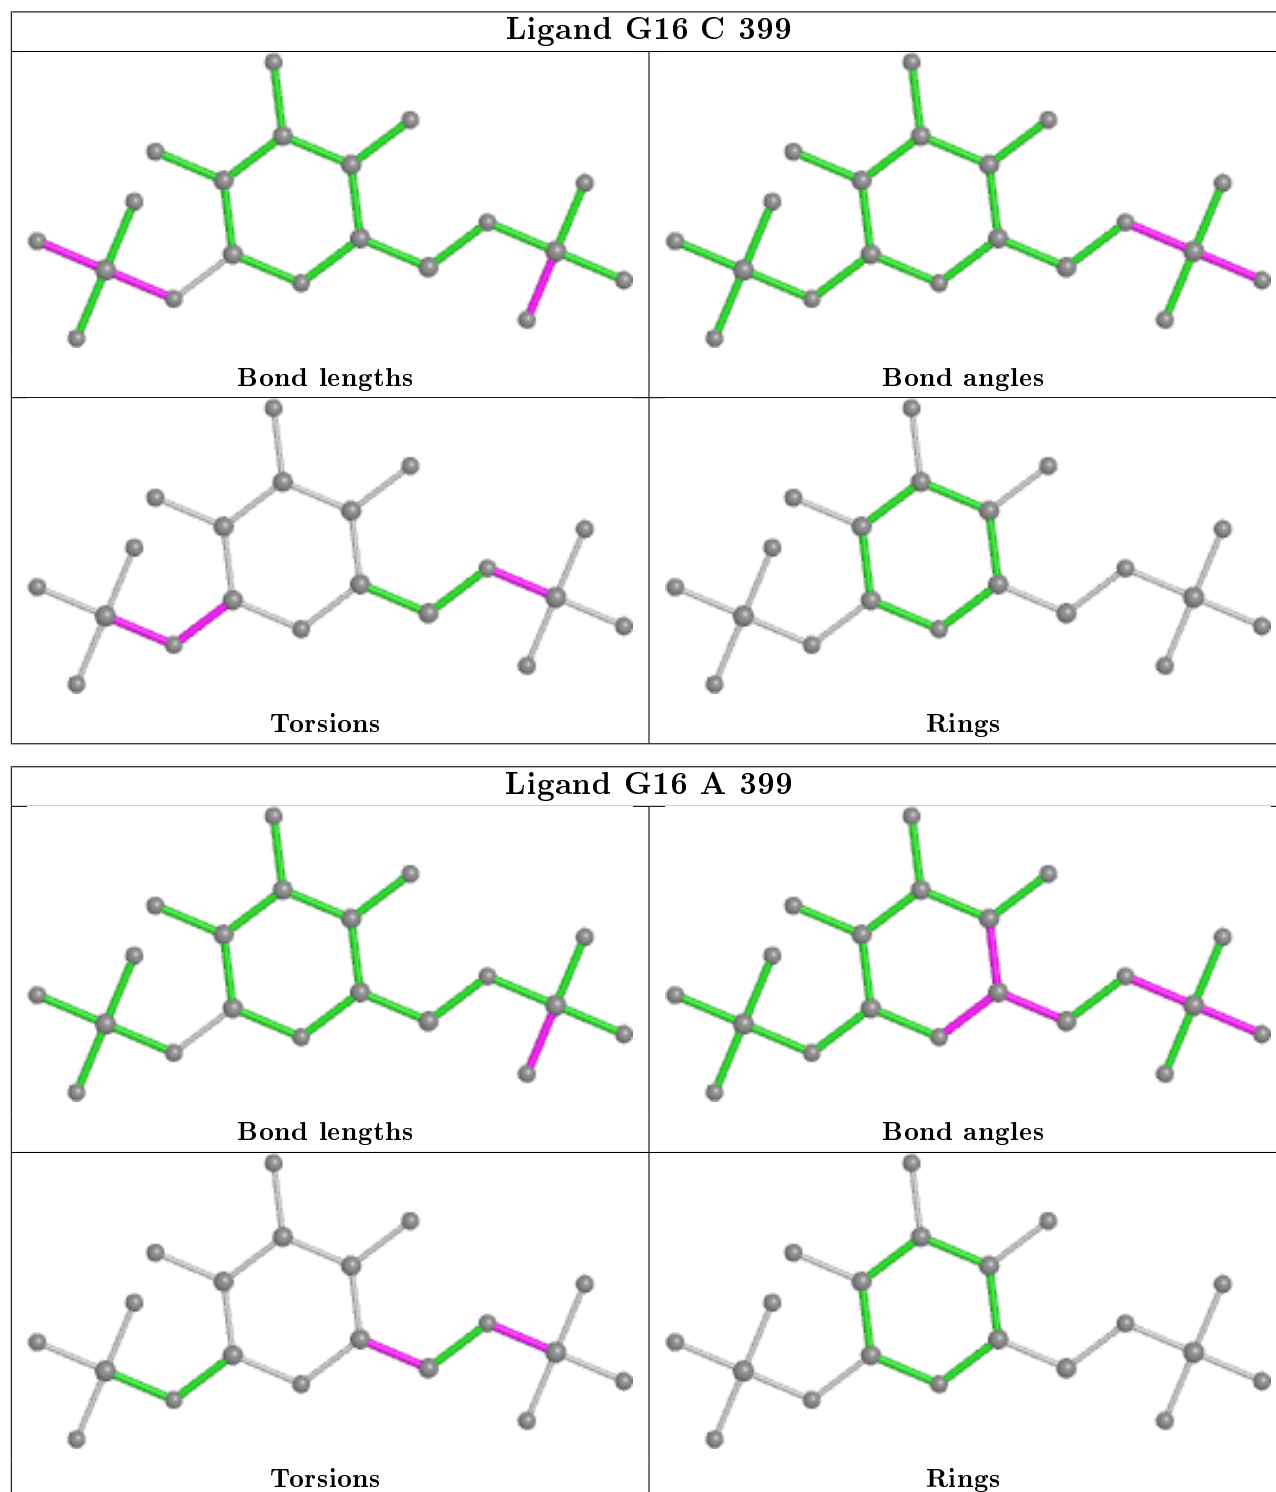 Ligand G16 C 399
Bond lengths
Bond angles
Torsions
Rings
Ligand G16 A 399
Bond lengths
Bond angles
Torsions
Rings